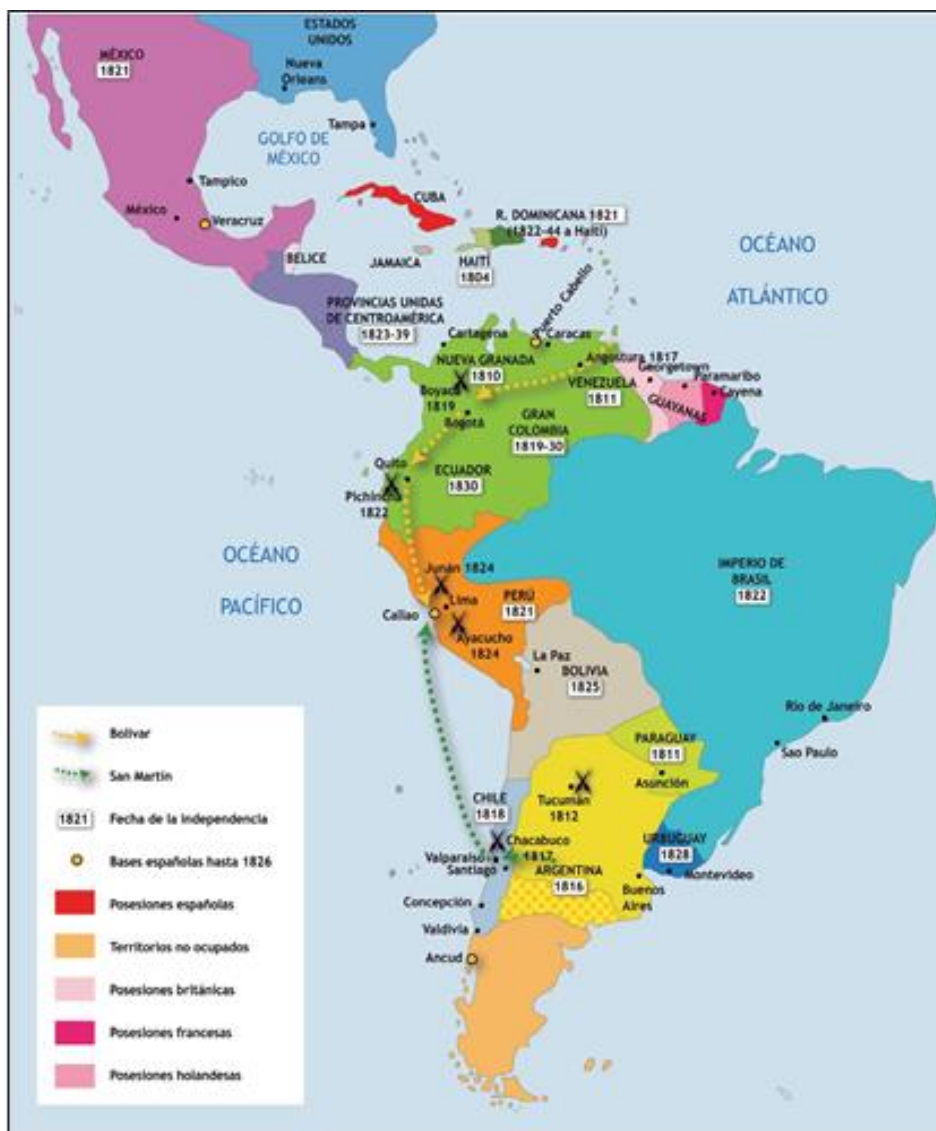 ESTADOS
UNIDOS
MÉXICO
1821
Nueva
Orleans
Tampa
GOLFO DE
MÉXICO
Tampico
México
Veracruz
CUBA
R. DOMINICANA 1821
(1822-44 a Haití)
BELICE
JAMAICA
HAITÍ
1804
OCÉANO
ATLÁNTICO
PROVINCIAS UNIDAS
DE CENTROAMÉRICA
1823-39
Puerto Cabello
Cartagena
Caracas
NUEVA GRANADA
1810
Angostura 1817
Georgetown
Paramaribo
Cayena
VENEZUELA
1811
GUAYANAS
Boyacá
1819
Bogotá
GRAN
COLOMBIA
1819-30
Quito
ECUADOR
1830
Pichincha
1822
OCÉANO
PACÍFICO
Junín 1824
Lima
Callao
PERÚ
1821
Ayacucho
1824
IMPERIO DE
BRASIL
1822
La Paz
BOLIVIA
1825
Río de Janeiro
Sao Paulo
PARAGUAY
1811
Asunción
CHILE
1818
Tucumán
1812
Chacabuco
1817
Valparaíso
Santiago
ARGENTINA
1816
URUGUAY
1828
Montevideo
Buenos
Aires
Concepción
Valdivia
Ancud
Bolívar
San Martín
1821 Fecha de la independencia
Bases españolas hasta 1826
Posesiones españolas
Territorios no ocupados
Posesiones británicas
Posesiones francesas
Posesiones holandesas